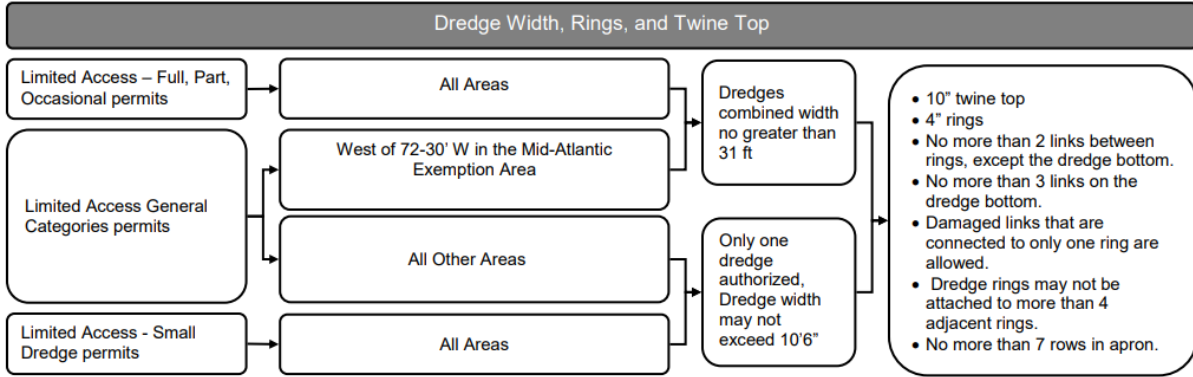 Dredge Width, Rings, and Twine Top
Limited Access – Full, Part,
Occasional permits
All Areas
Limited Access General
Categories permits
West of 72-30’ W in the Mid-Atlantic
Exemption Area
All Other Areas
Limited Access - Small
Dredge permits
All Areas
Dredges
combined width
no greater than
31 ft
Only one
dredge
authorized,
Dredge width
may not
exceed 10’6”
• 10” twine top
• 4” rings
• No more than 2 links between
rings, except the dredge bottom.
• No more than 3 links on the
dredge bottom.
• Damaged links that are
connected to only one ring are
allowed.
• Dredge rings may not be
attached to more than 4
adjacent rings.
• No more than 7 rows in apron.